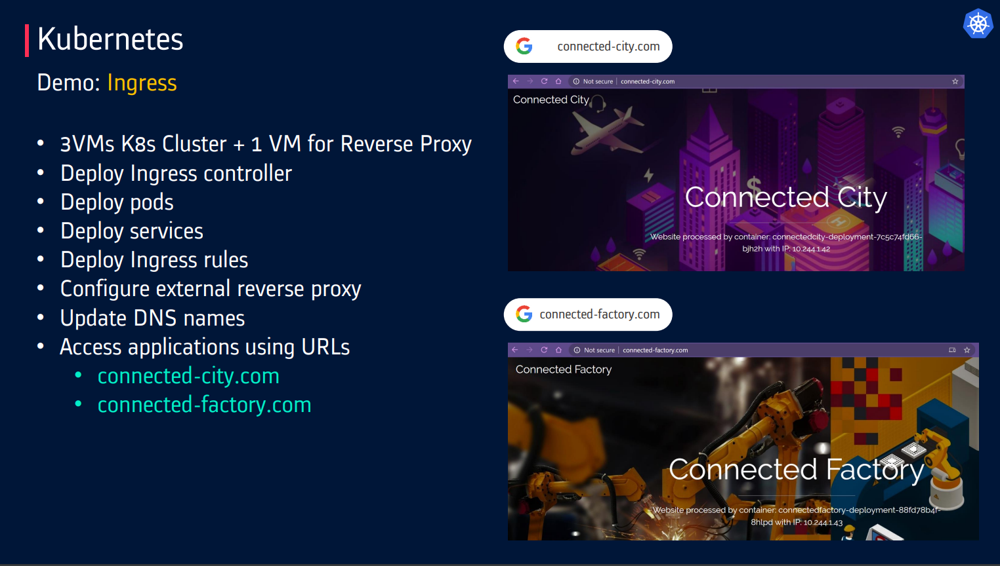 Kubernetes
Demo: Ingress
• 3VMs K8s Cluster + 1 VM for Reverse Proxy
• Deploy Ingress controller
• Deploy pods
• Deploy services
• Deploy Ingress rules
• Configure external reverse proxy
• Update DNS names
• Access applications using URLs
• connected-city.com
• connected-factory.com
connected-city.com
Not secure | connected-city.com
Connected City
Connected City
Website processed by container: connectedcity-deployment-7c5c74fd66-
bjh2h with IP: 10.244.1.42
connected-factory.com
Not secure | connected-factory.com
Connected Factory
Connected Factory
Website processed by container: connectedfactory-deployment-88fd78b4f-
8hlpd with IP: 10.244.1.43